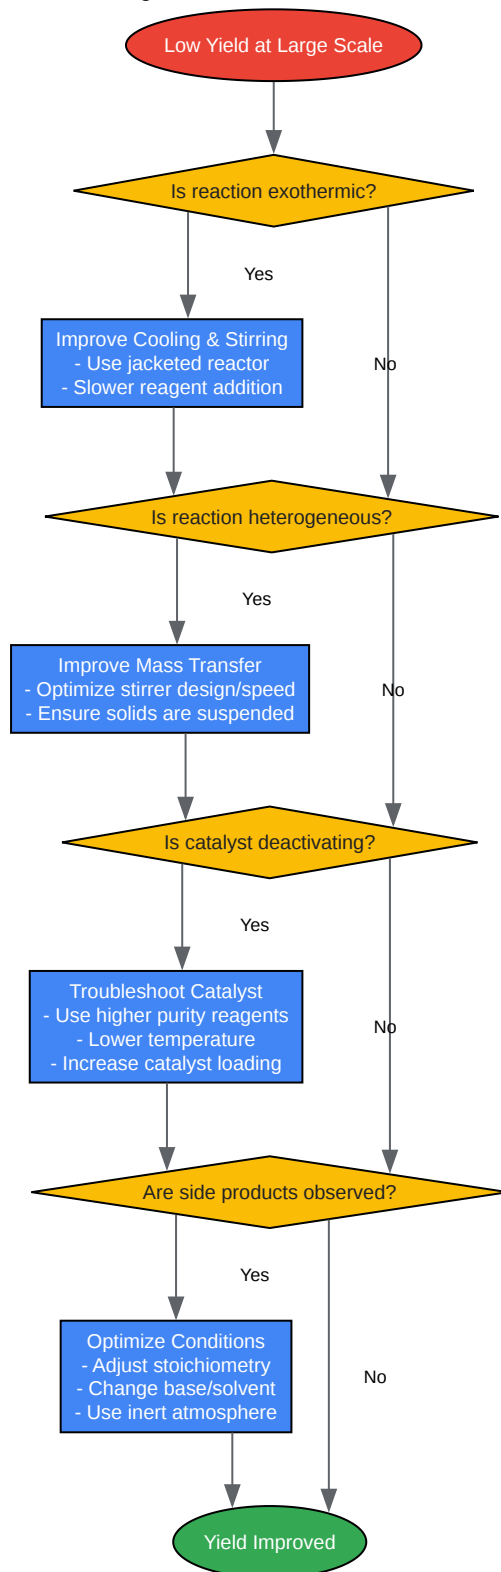 Low Yield at Large Scale
Is reaction exothermic?
Yes
Improve Cooling & Stirring
- Use jacketed reactor
- Slower reagent addition
No
Is reaction heterogeneous?
Yes
Improve Mass Transfer
- Optimize stirrer design/speed
- Ensure solids are suspended
No
Is catalyst deactivating?
Yes
Troubleshoot Catalyst
- Use higher purity reagents
- Lower temperature
- Increase catalyst loading
No
Are side products observed?
Yes
Optimize Conditions
- Adjust stoichiometry
- Change base/solvent
- Use inert atmosphere
No
Yield Improved